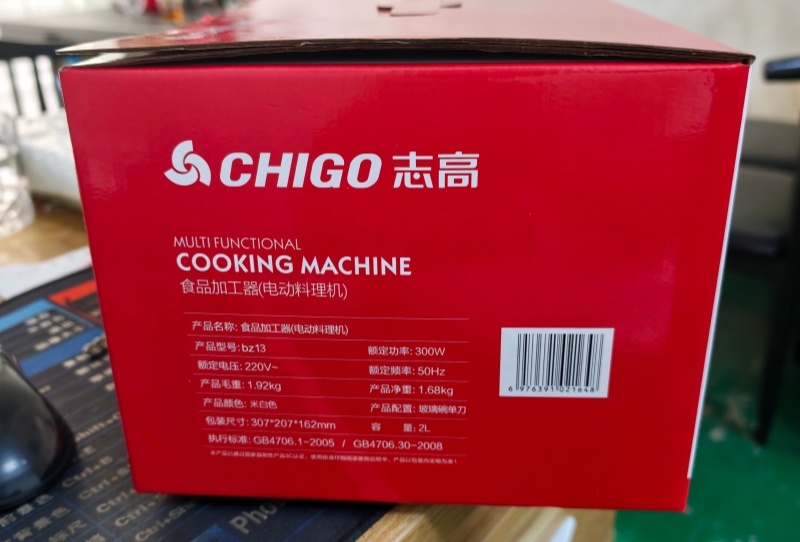 CHIGO 志高
MULTI FUNCTIONAL
COOKING MACHINE
食品加工器(电动料理机)
产品名称: 食品加工器(电动料理机)
产品型号: bz13 额定功率: 300W
额定电压: 220V~ 额定频率: 50Hz
产品毛重: 1.92kg 产品净重: 1.68kg
产品颜色: 米白色 产品配置: 玻璃碗单刀
包装尺寸: 307*207*162mm 容 量: 2L
执行标准: GB4706.1-2005 / GB4706.30-2008
6 976391 021648
Ctrl+E
Pho